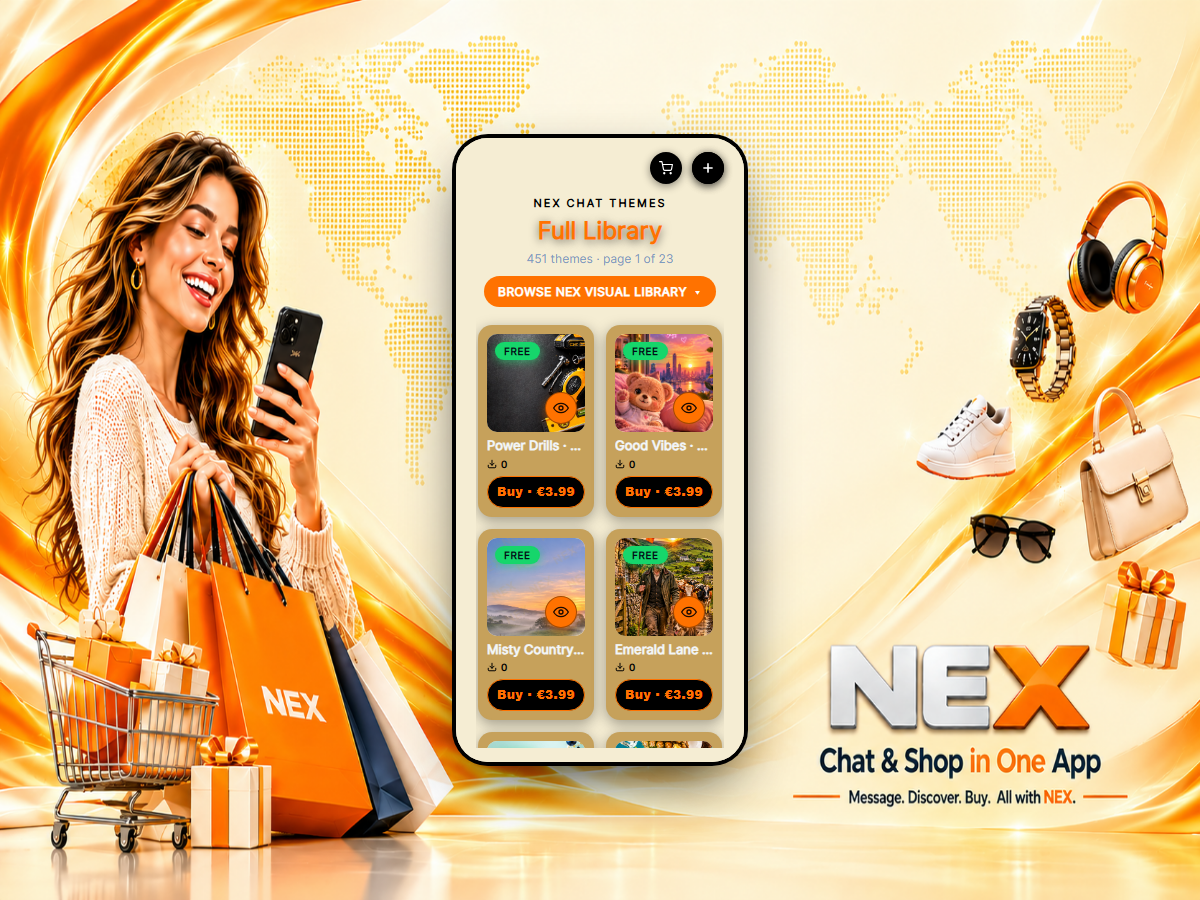 NEX CHAT THEMES
Full Library
451 themes · page 1 of 23
BROWSE NEX VISUAL LIBRARY
FREE
FREE
Power Drills · ...
Good Vibes · ...
0
0
Buy · €3.99
Buy · €3.99
FREE
FREE
Misty Country...
Emerald Lane ...
0
0
Buy · €3.99
Buy · €3.99
NEX
NEX
Chat & Shop in One App
Message. Discover. Buy. All with NEX.